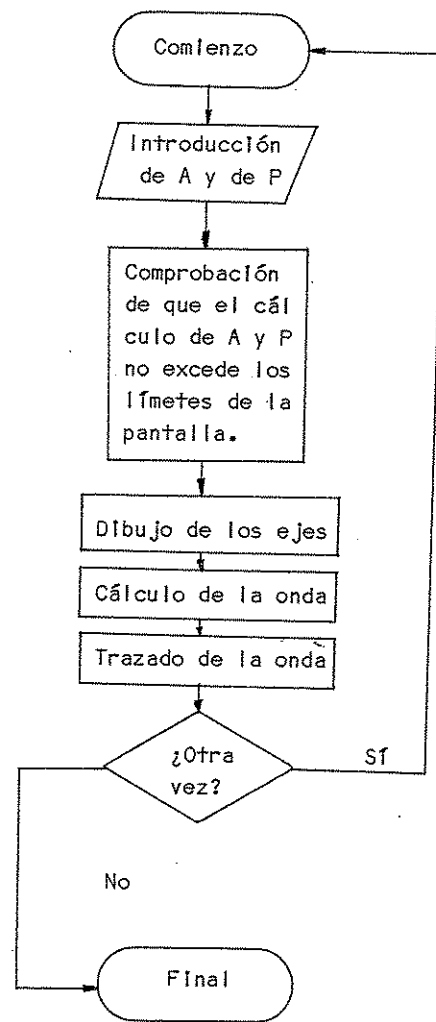 Comienzo
Introducción
de A y de P
Comprobación
de que el cál
culo de A y P
no excede los
límetes de la
pantalla.
Dibujo de los ejes
Cálculo de la onda
Trazado de la onda
¿Otra
vez?
Sí
No
Final